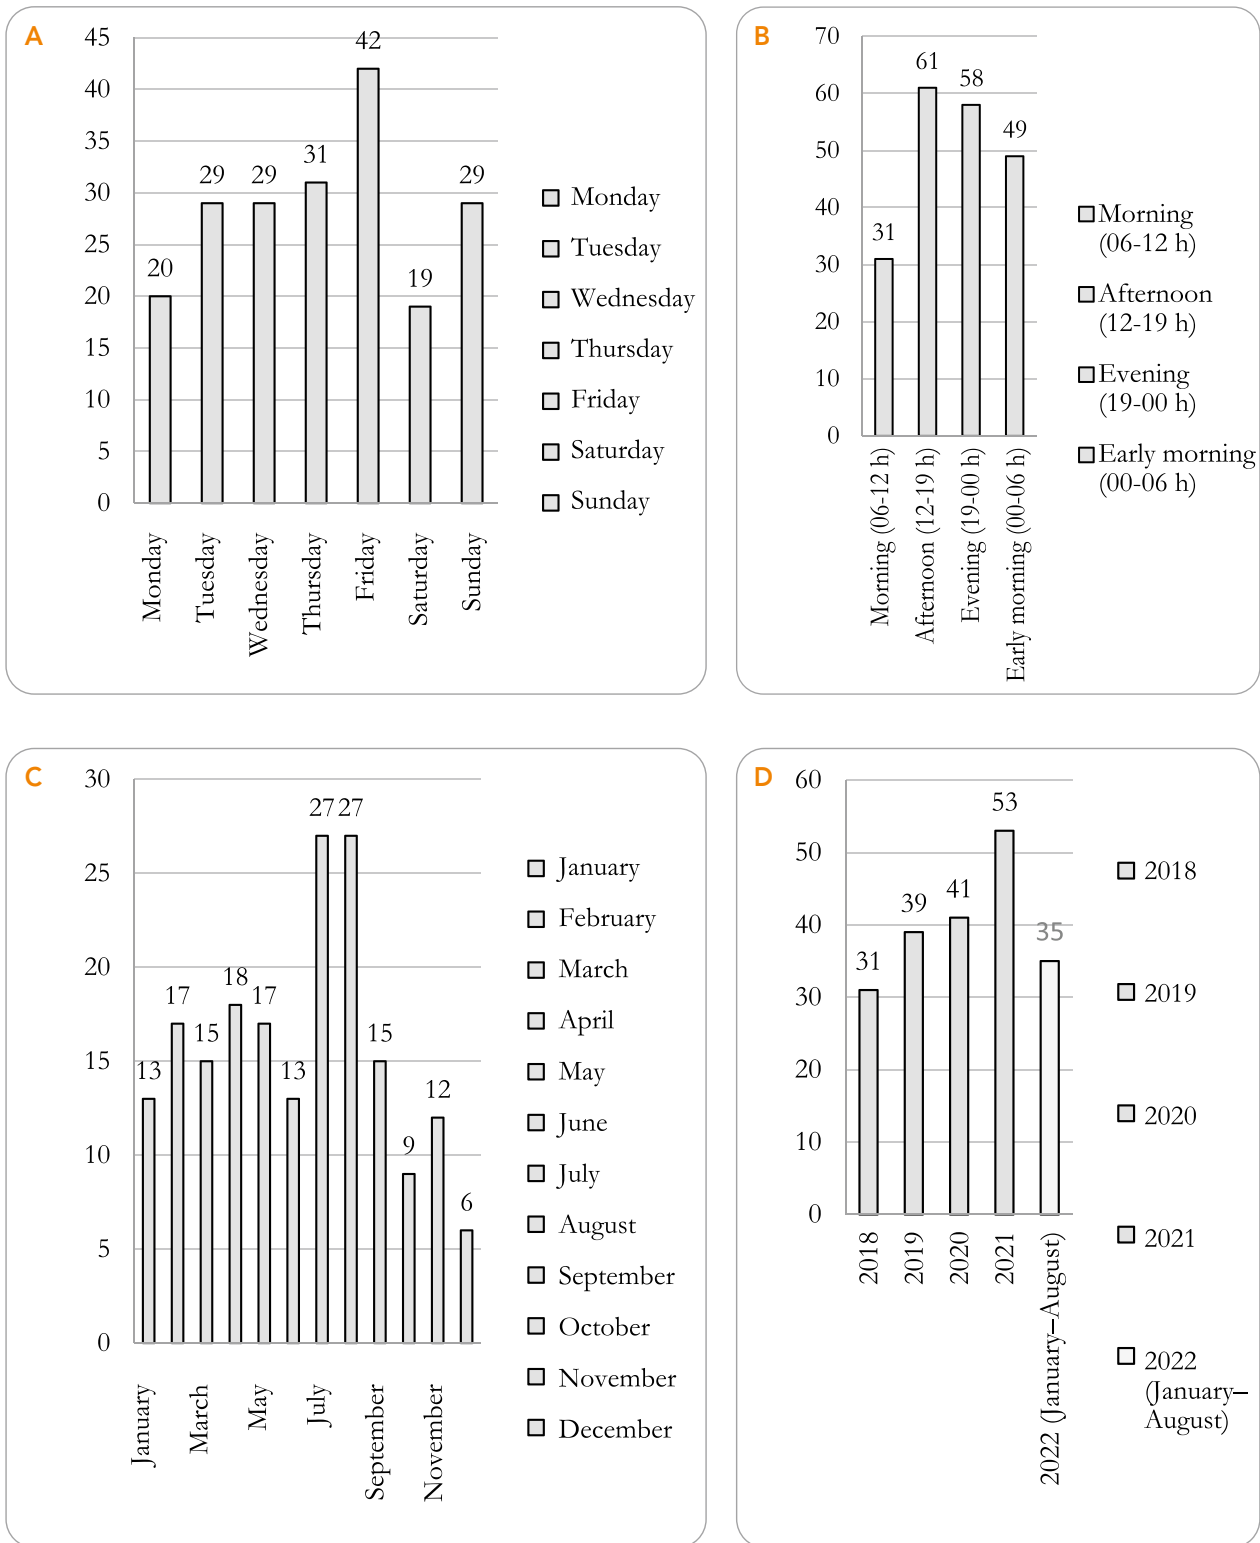 A
45
40
35
30
25
20
15
10
5
0
20
29
29
31
42
19
29
Monday
Tuesday
Wednesday
Thursday
Friday
Saturday
Sunday
Monday
Tuesday
Wednesday
Thursday
Friday
Saturday
Sunday
B
70
60
50
40
30
20
10
0
31
61
58
49
Morning (06-12 h)
Afternoon (12-19 h)
Evening (19-00 h)
Early morning (00-06 h)
Morning
(06-12 h)
Afternoon
(12-19 h)
Evening
(19-00 h)
Early morning
(00-06 h)
C
30
25
20
15
10
5
0
13
17
15
18
17
13
27
27
15
9
12
6
January
March
May
July
September
November
January
February
March
April
May
June
July
August
September
October
November
December
D
60
50
40
30
20
10
0
31
39
41
53
35
2018
2019
2020
2021
2022 (January–August)
2018
2019
2020
2021
2022
(January–
August)